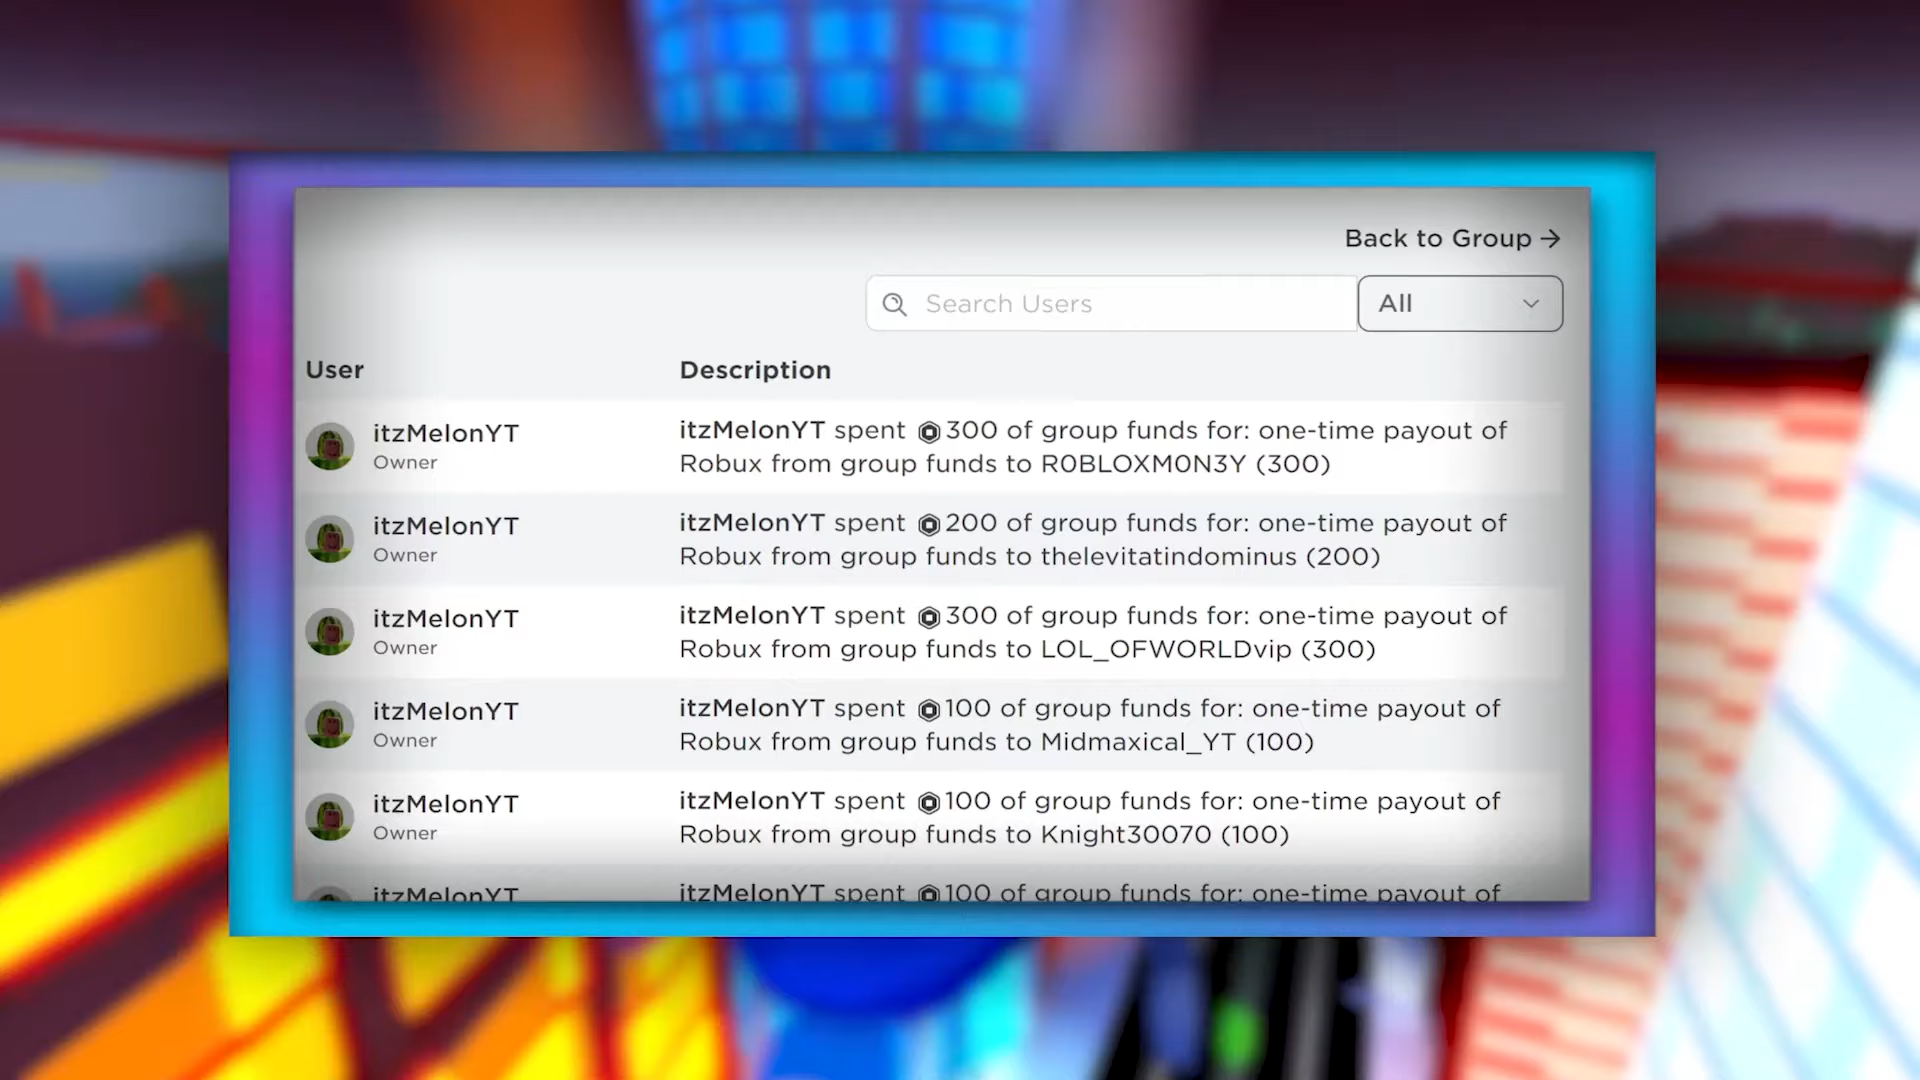 Back to Group
Search Users
All
User
Description
itzMelonYT
Owner
itzMelonYT spent 300 of group funds for: one-time payout of
Robux from group funds to R0BLOXM0N3Y (300)
itzMelonYT
Owner
itzMelonYT spent 200 of group funds for: one-time payout of
Robux from group funds to thelevitatindominus (200)
itzMelonYT
Owner
itzMelonYT spent 300 of group funds for: one-time payout of
Robux from group funds to LOL_OFWORLDvip (300)
itzMelonYT
Owner
itzMelonYT spent 100 of group funds for: one-time payout of
Robux from group funds to Midmaxical_YT (100)
itzMelonYT
Owner
itzMelonYT spent 100 of group funds for: one-time payout of
Robux from group funds to Knight30070 (100)
itzMelonYT
itzMelonYT spent 100 of group funds for: one-time payout of